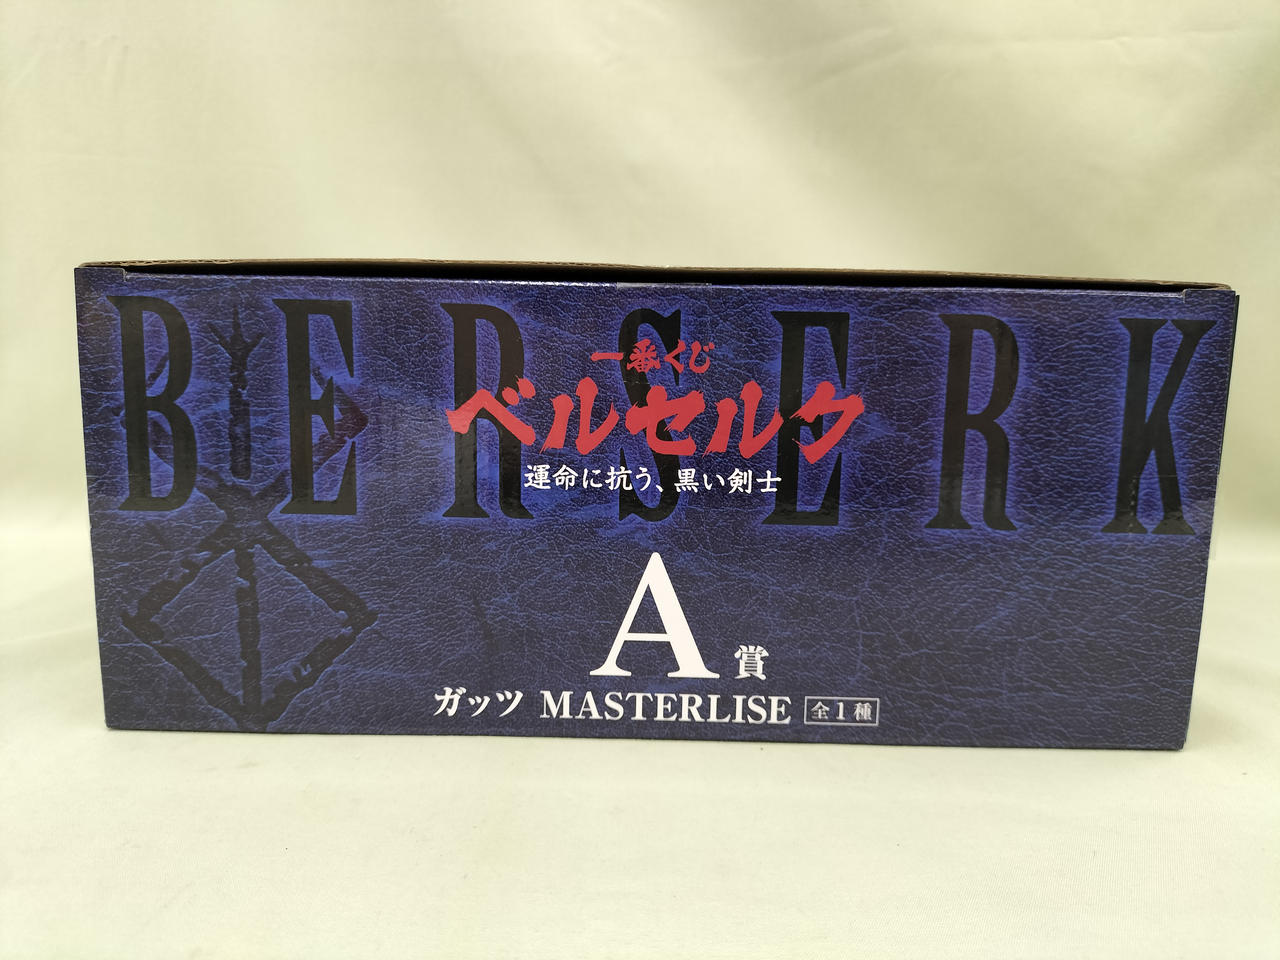 BERSERK
一番くじ
ベルセルク
運命に抗う、黒い剣士
A賞
ガッツ MASTERLISE 全1種